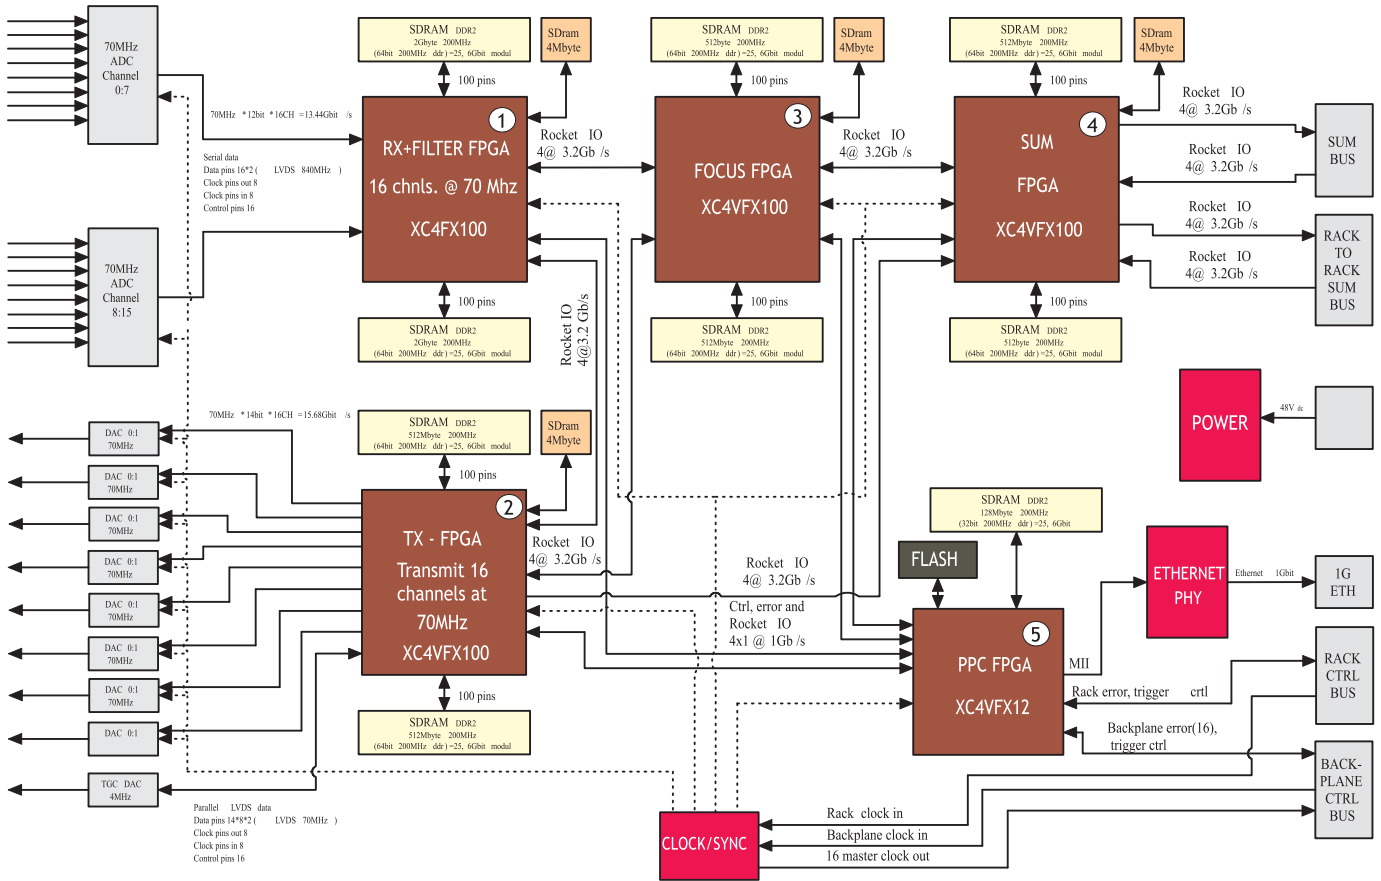 70MHz
ADC
Channel
0:7
SDRAM DDR2
2Gbyte 200MHz
(64bit 200MHz ddr)=25, 6Gbit modul
SDram
4Mbyte
100 pins
70MHz *12bit *16CH =13.44Gbit /s
Serial data
Data pins 16*2 ( LVDS 840MHz )
Clock pins out 8
Clock pins in 8
Control pins 16
1
RX+FILTER FPGA
16 chnls. @ 70 Mhz
XC4FX100
Rocket IO
4@ 3.2Gb /s
SDRAM DDR2
512byte 200MHz
(64bit 200MHz ddr)=25, 6Gbit modul
SDram
4Mbyte
100 pins
3
FOCUS FPGA
XC4VFX100
Rocket IO
4@ 3.2Gb /s
SDRAM DDR2
512Mbyte 200MHz
(64bit 200MHz ddr)=25, 6Gbit modul
SDram
4Mbyte
100 pins
4
SUM
FPGA
XC4VFX100
Rocket IO
4@ 3.2Gb /s
Rocket IO
4@ 3.2Gb /s
Rocket IO
4@ 3.2Gb /s
Rocket IO
4@ 3.2Gb /s
SUM
BUS
RACK
TO
RACK
SUM
BUS
70MHz
ADC
Channel
8:15
100 pins
SDRAM DDR2
2Gbyte 200MHz
(64bit 200MHz ddr)=25, 6Gbit modul
Rocket IO
4@3.2 Gb/s
100 pins
SDRAM DDR2
512Mbyte 200MHz
(64bit 200MHz ddr)=25, 6Gbit modul
100 pins
SDRAM DDR2
512byte 200MHz
(64bit 200MHz ddr)=25, 6Gbit modul
POWER
48V dc
70MHz *14bit *16CH =15.68Gbit /s
DAC 0:1
70MHz
DAC 0:1
70MHz
DAC 0:1
70MHz
DAC 0:1
70MHz
DAC 0:1
70MHz
DAC 0:1
70MHz
DAC 0:1
70MHz
DAC 0:1
TGC DAC
4MHz
SDRAM DDR2
512Mbyte 200MHz
(64bit 200MHz ddr)=25, 6Gbit modul
SDram
4Mbyte
100 pins
2
TX - FPGA
Transmit 16
channels at
70MHz
XC4VFX100
Rocket IO
4@ 3.2Gb /s
100 pins
SDRAM DDR2
512Mbyte 200MHz
(64bit 200MHz ddr)=25, 6Gbit modul
Parallel LVDS data
Data pins 14*8*2 ( LVDS 70MHz )
Clock pins out 8
Clock pins in 8
Control pins 16
Rocket IO
4@ 3.2Gb /s
Ctrl, error and
Rocket IO
4x1 @ 1Gb /s
SDRAM DDR2
128Mbyte 200MHz
(32bit 200MHz ddr)=25, 6Gbit
FLASH
5
PPC FPGA
XC4VFX12
MII
ETHERNET
PHY
Ethernet 1Gbit
1G
ETH
Rack error, trigger crtl
RACK
CTRL
BUS
Backplane error(16),
trigger ctrl
BACK-
PLANE
CTRL
BUS
CLOCK/SYNC
Rack clock in
Backplane clock in
16 master clock out